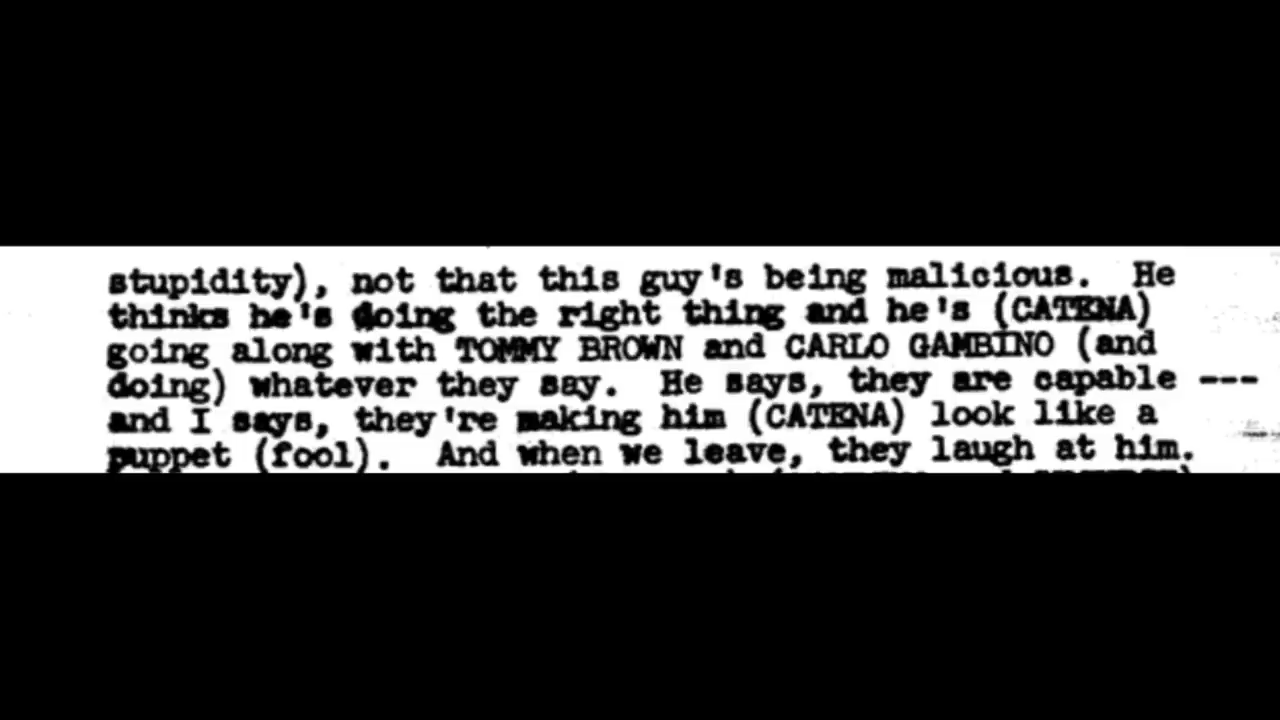 stupidity), not that this guy's being malicious. He
thinks he's doing the right thing and he's (CATENA)
going along with TOMMY BROWN and CARLO GAMBINO (and
doing) whatever they say. He says, they are capable ---
and I says, they're making him (CATENA) look like a
puppet (fool). And when we leave, they laugh at him.